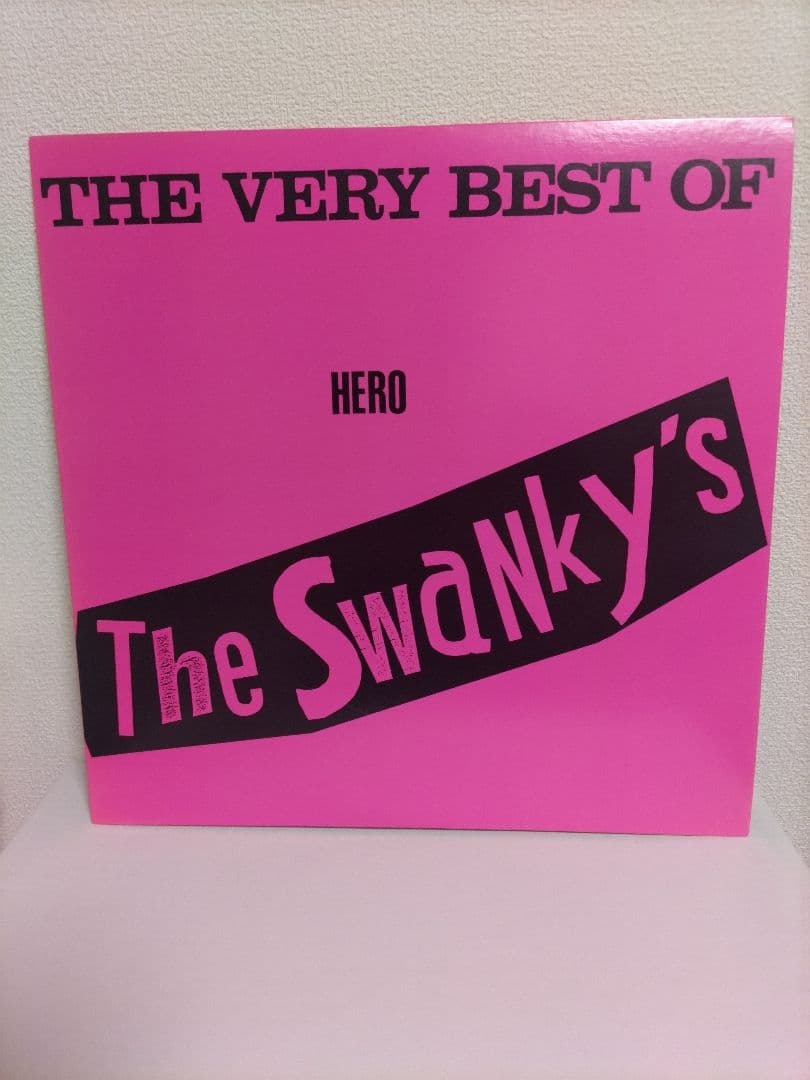 THE VERY BEST OF
HERO
The SwaNky's